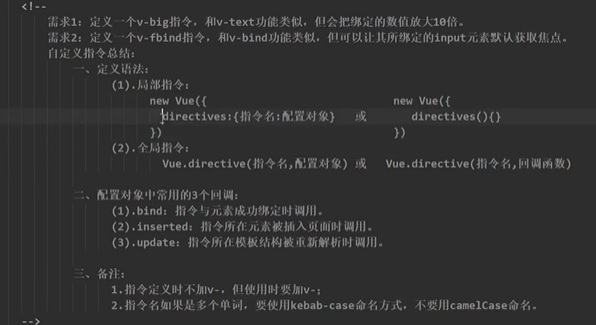 <!--
需求1：定义一个v-big指令，和v-text功能类似，但会把绑定的数值放大10倍。
需求2：定义一个v-fbind指令，和v-bind功能类似，但可以让其所绑定的input元素默认获取焦点。
自定义指令总结：
一、定义语法：
(1).局部指令：
new Vue({ new Vue({
directives:{指令名:配置对象} 或 directives(){}
}) })
(2).全局指令：
Vue.directive(指令名,配置对象) 或 Vue.directive(指令名,回调函数)
二、配置对象中常用的3个回调：
(1).bind：指令与元素成功绑定时调用。
(2).inserted：指令所在元素被插入页面时调用。
(3).update：指令所在模板结构被重新解析时调用。
三、备注：
1.指令定义时不加v-，但使用时要加v-；
2.指令名如果是多个单词，要使用kebab-case命名方式，不要用camelCase命名。
-->